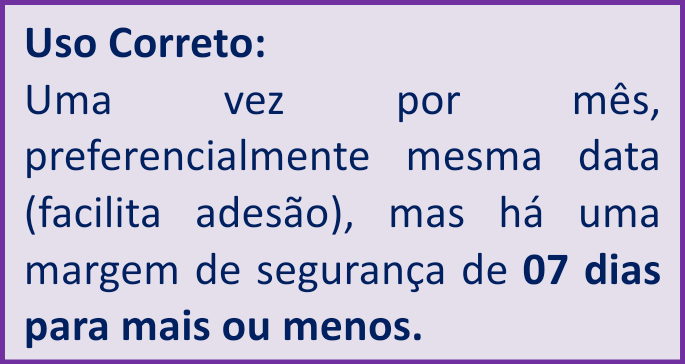 Uso Correto:
Uma vez por mês,
preferencialmente mesma data
(facilita adesão), mas há uma
margem de segurança de 07 dias
para mais ou menos.